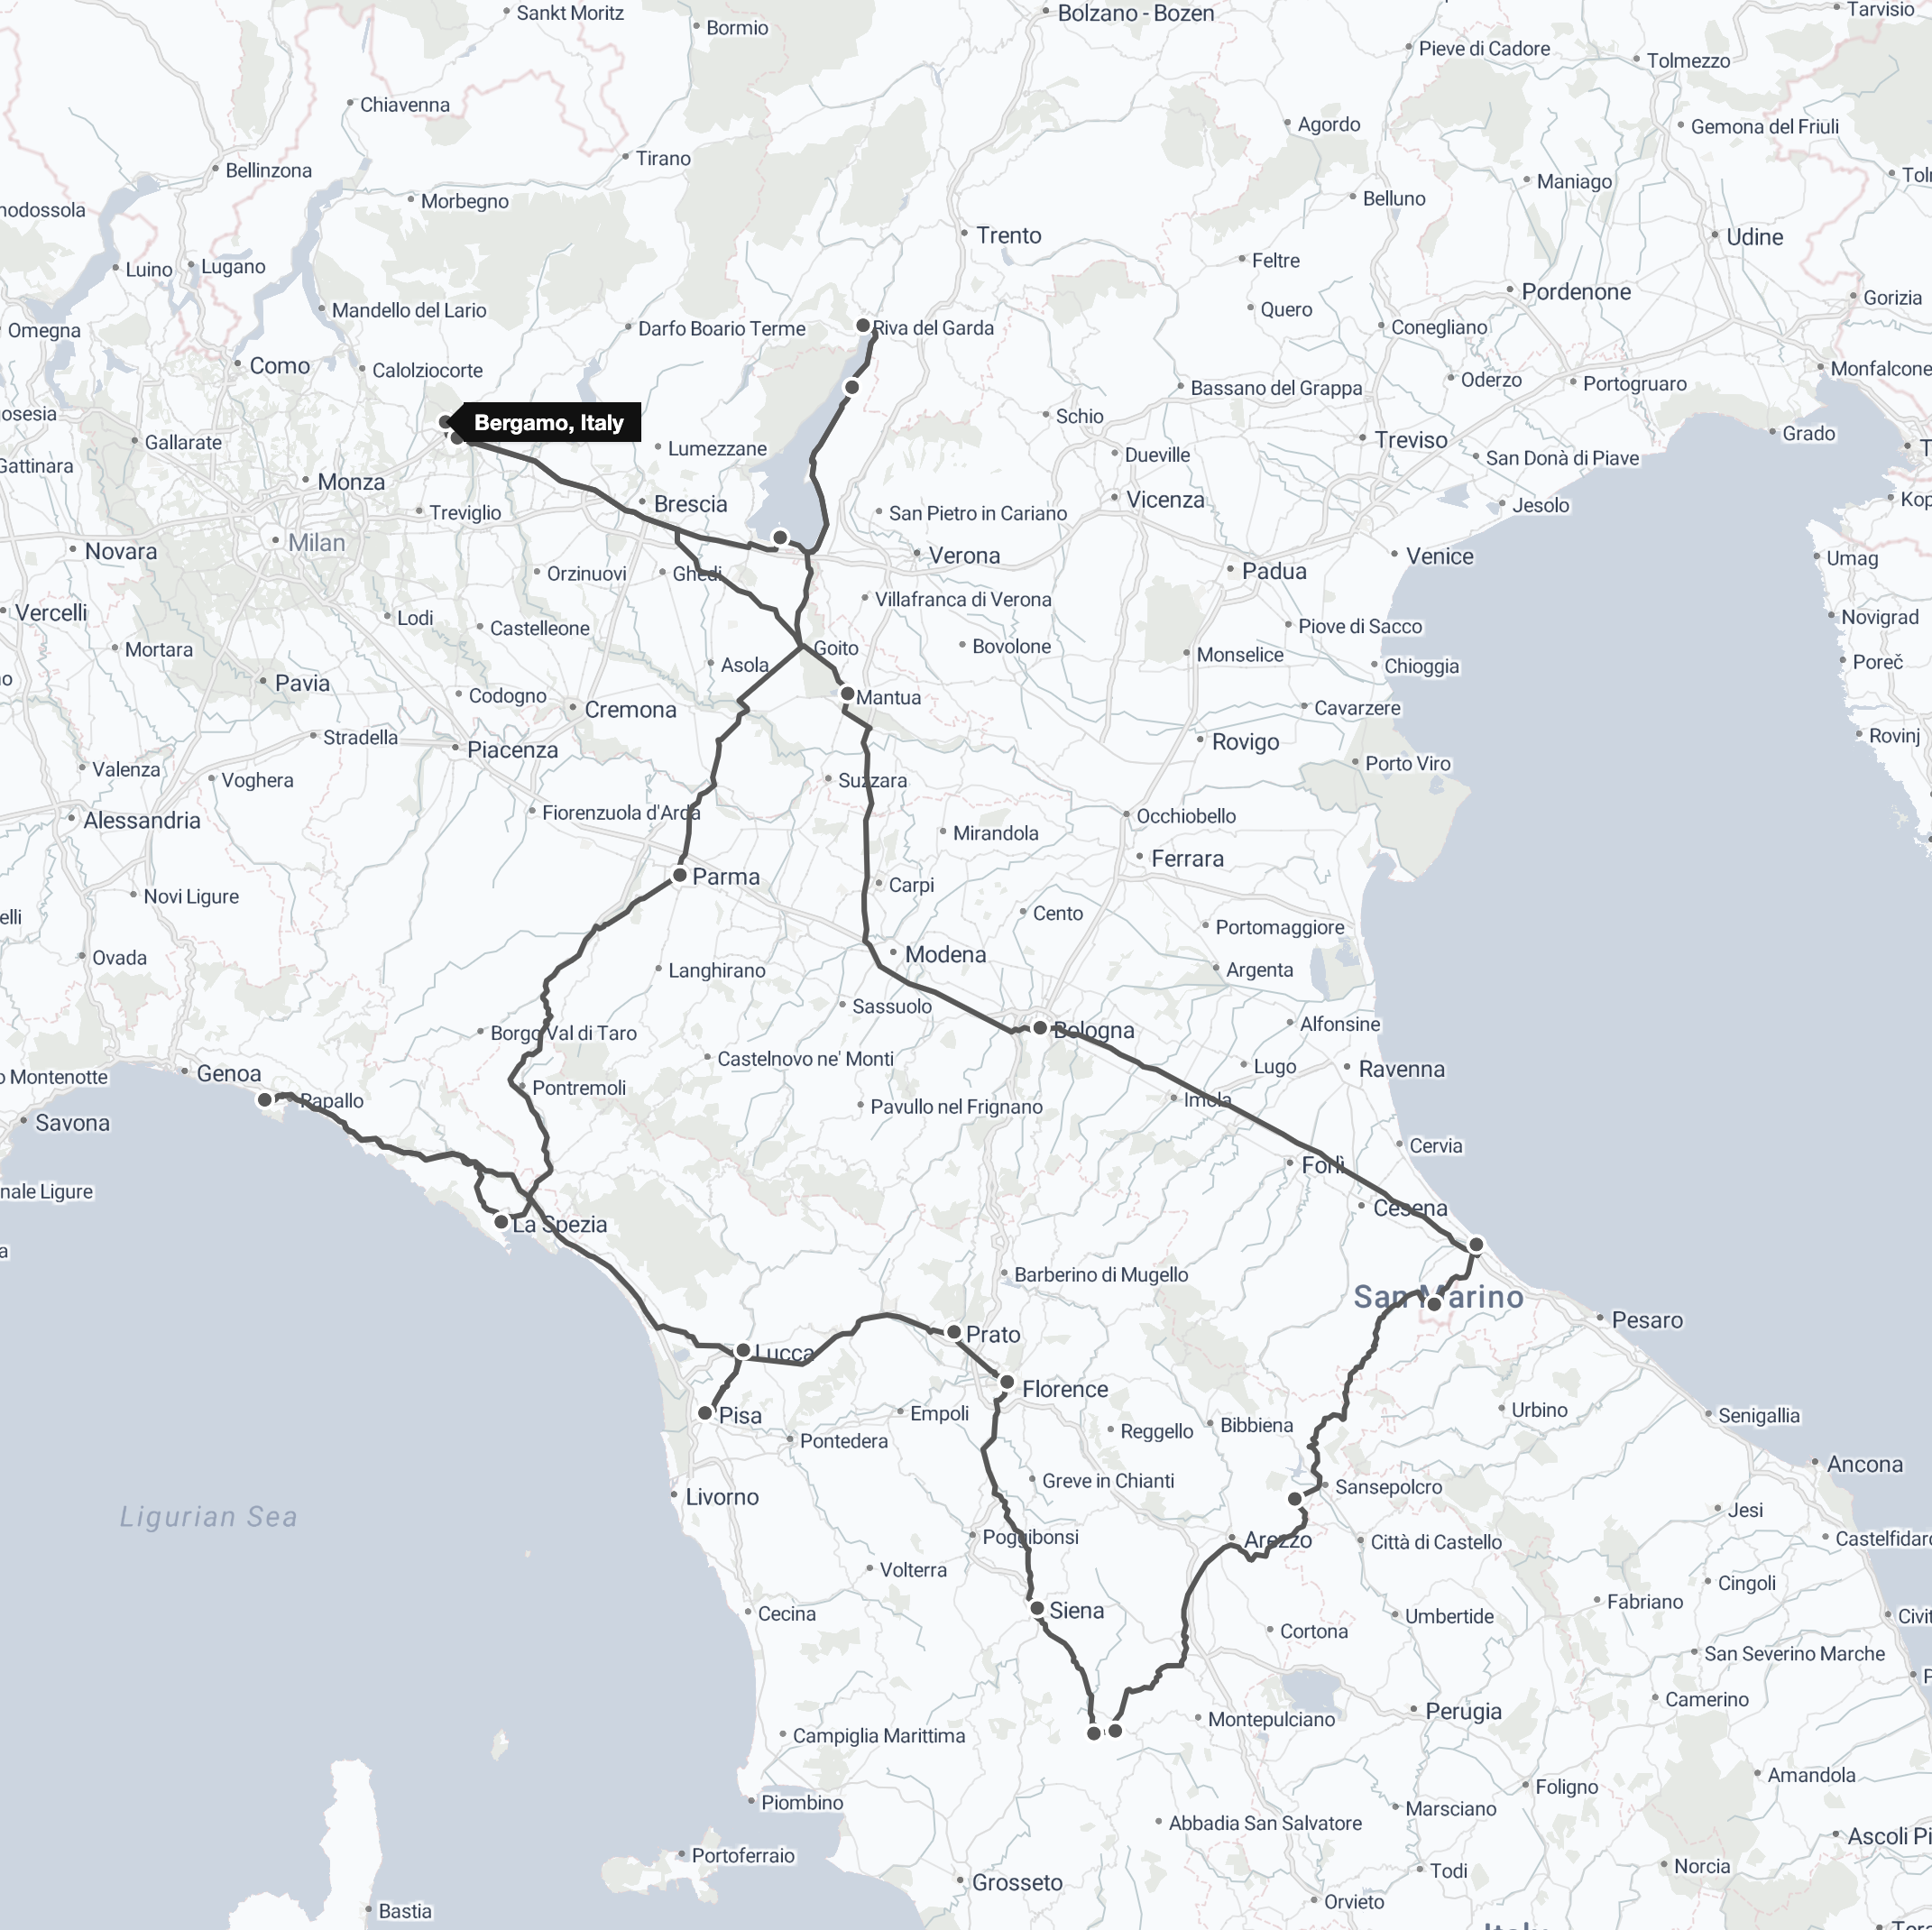 Sankt Moritz
Bolzano - Bozen
Tarvisio
Bormio
Pieve di Cadore
Tolmezzo
Chiavenna
Agordo
Gemona del Friuli
Tirano
Bellinzona
Maniago
Morbegno
Belluno
nodossola
Trento
Udine
Luino
Lugano
Feltre
Pordenone
Gorizia
Mandello del Lario
Quero
Omegna
Darfo Boario Terme
Riva del Garda
Conegliano
Como
Calolziocorte
Monfalcone
Bassano del Grappa
Oderzo
Portogruaro
osesia
Schio
Bergamo, Italy
Gallarate
Lumezzane
Treviso
Grado
Dueville
San Donà di Piave
Gattinara
Monza
Brescia
Vicenza
Kop
Treviglio
San Pietro in Cariano
Jesolo
Milan
Novara
Verona
Venice
Umag
Orzinuovi
Ghedi
Padua
Villafranca di Verona
Vercelli
Lodi
Castelleone
Piove di Sacco
Novigrad
Mortara
Goito
Bovolone
Monselice
Chioggia
Poreč
Asola
Pavia
Codogno
Cremona
Mantua
Cavarzere
Stradella
Piacenza
Rovigo
Rovinj
Valenza
Voghera
Suzzara
Porto Viro
Alessandria
Fiorenzuola d'Arda
Occhiobello
Mirandola
Ferrara
Parma
Carpi
Novi Ligure
elli
Cento
Portomaggiore
Ovada
Modena
Langhirano
Argenta
Sassuolo
Borgo Val di Taro
Bologna
Alfonsine
Castelnovo ne' Monti
Lugo
Ravenna
Genoa
o Montenotte
Pontremoli
Rapallo
Pavullo nel Frignano
Imola
Savona
Cervia
Forlì
nale Ligure
Cesena
La Spezia
Barberino di Mugello
San Marino
Pesaro
Prato
Lucca
Florence
Pisa
Empoli
Urbino
Senigallia
Reggello
Bibbiena
Pontedera
Ancona
Greve in Chianti
Sansepolcro
Livorno
Jesi
Ligurian Sea
Poggibonsi
Arezzo
Città di Castello
Castelfidardo
Volterra
Cingoli
Fabriano
Siena
Cecina
Umbertide
Civit
Cortona
San Severino Marche
Camerino
Montepulciano
Perugia
Campiglia Marittima
Amandola
Foligno
Piombino
Marsciano
Abbadia San Salvatore
Ascoli Pi
Portoferraio
Norcia
Todi
Grosseto
Orvieto
Bastia